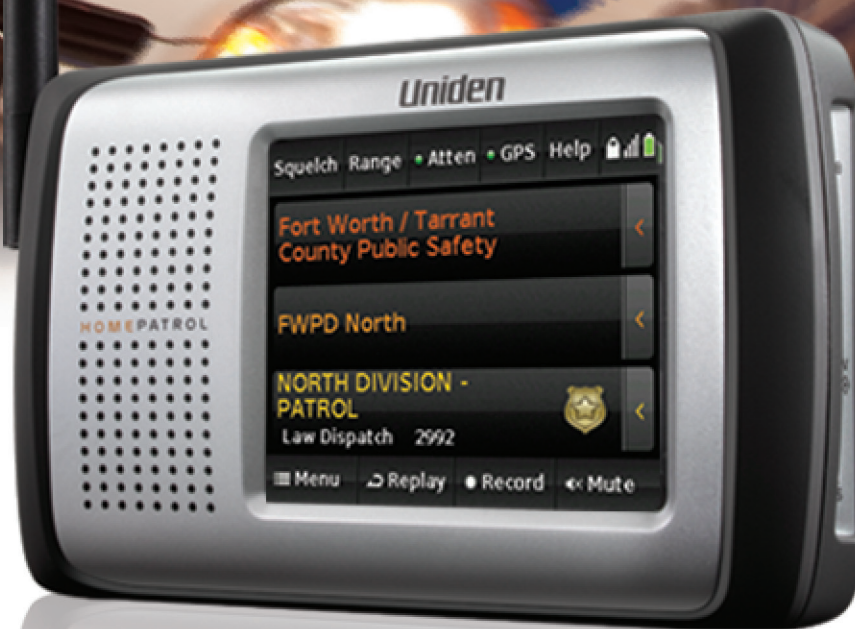 Uniden
Squelch Range • Atten • GPS Help
Fort Worth / Tarrant
County Public Safety
HOMEPATROL
FWPD North
NORTH DIVISION -
PATROL
Law Dispatch 2992
Menu Replay Record Mute